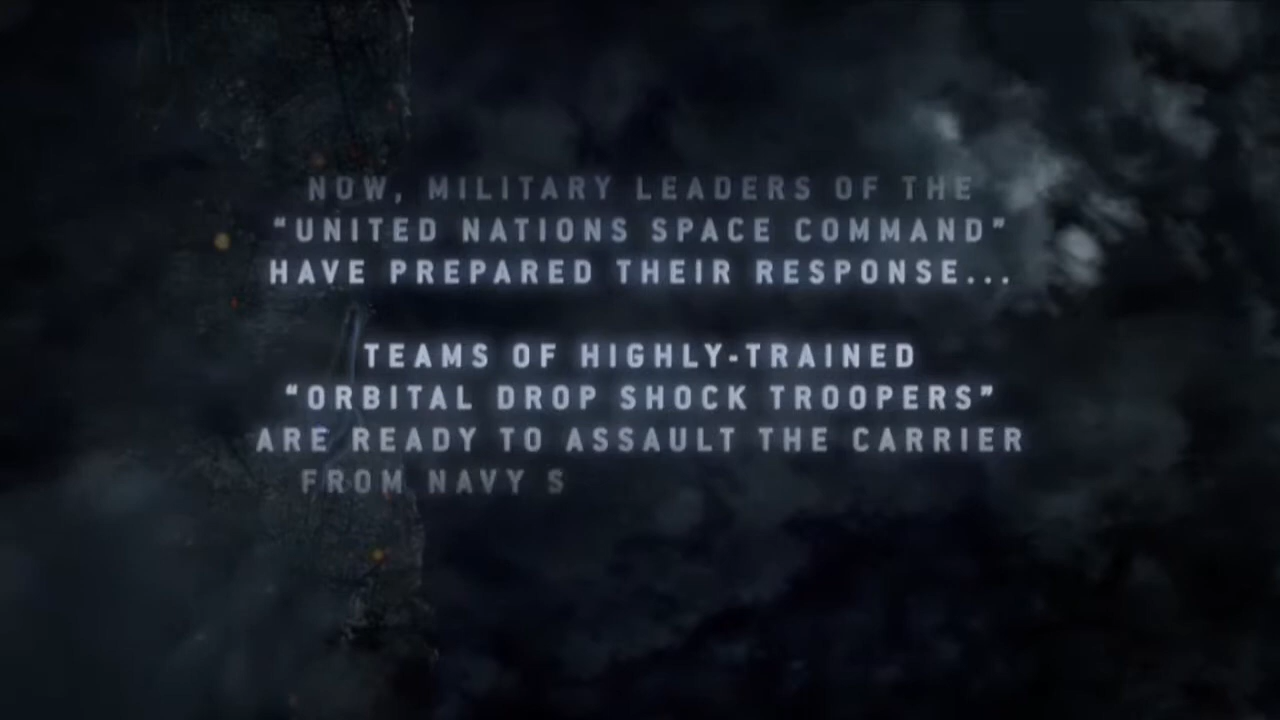 NOW, MILITARY LEADERS OF THE
“UNITED NATIONS SPACE COMMAND”
HAVE PREPARED THEIR RESPONSE...
TEAMS OF HIGHLY-TRAINED
“ORBITAL DROP SHOCK TROOPERS”
ARE READY TO ASSAULT THE CARRIER
FROM NAVY S